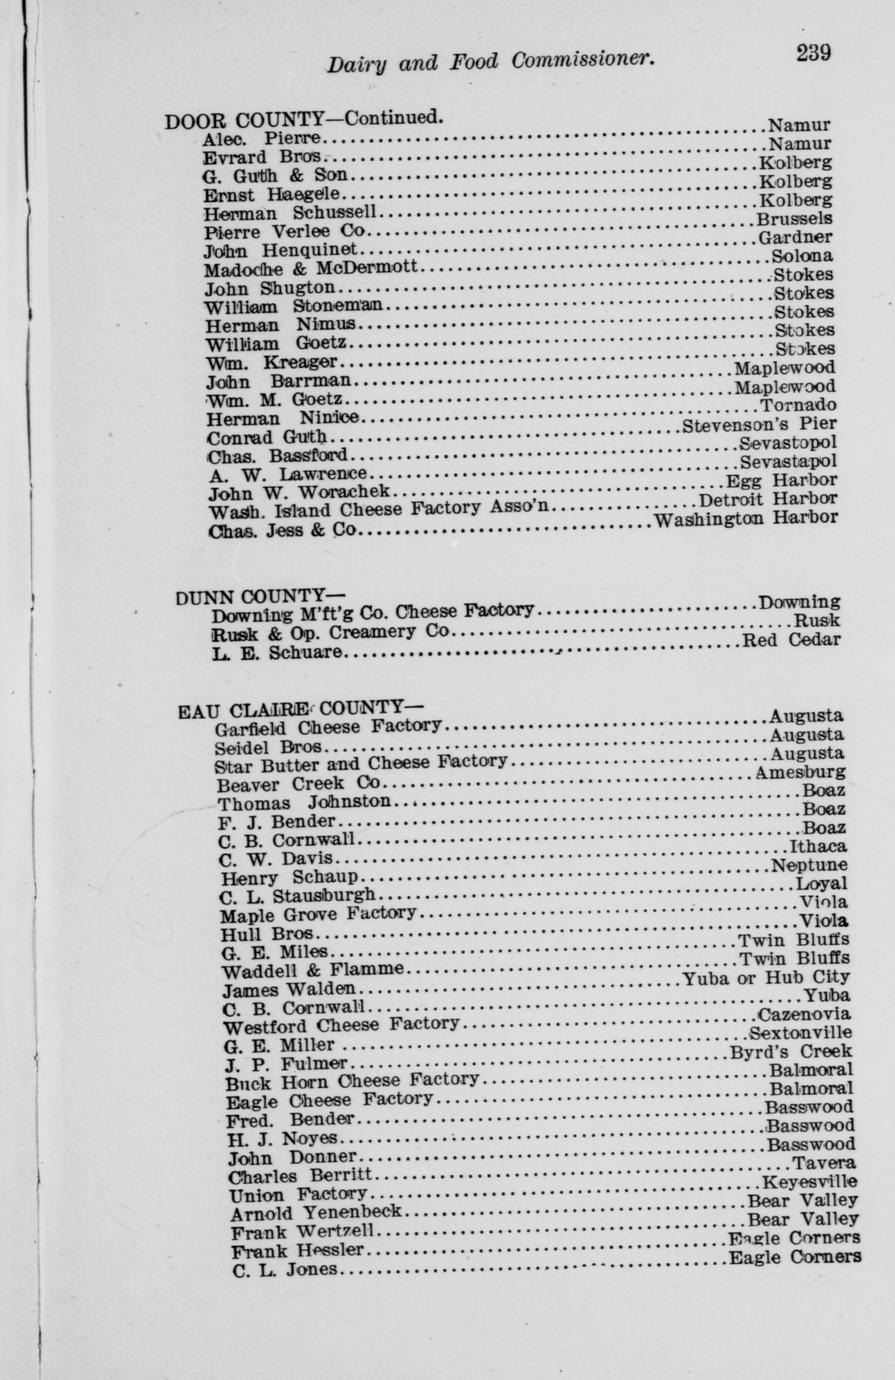 Dairy and Food Commissioner. 239
DOOR COUNTY—Continued.
Alec. Pierre.....Namur
Evrard Bros.....Namur
G. Guth & Son.....Kolberg
Ernst Haegele.....Kolberg
Herman Schussell.....Kolberg
Pierre Verlee Co.....Brussels
John Henquinet.....Gardner
Madoche & McDermott.....Solona
John Shugton.....Stokes
William Stoneman.....Stokes
Herman Nimus.....Stokes
William Goetz.....Stokes
Wm. Kreager.....Stokes
John Barrman.....Maplewood
Wm. M. Goetz.....Maplewood
Herman Ninice.....Tornado
Conrad Guth.....Stevenson's Pier
Chas. Bassford.....Sevastopol
A. W. Lawrence.....Sevastapol
John W. Worachek.....Egg Harbor
Wash. Island Cheese Factory Asso'n.....Detroit Harbor
Chas. Jess & Co.....Washington Harbor
DUNN COUNTY—
Downing M'ft'g Co. Cheese Factory.....Downing
Rusk & Op. Creamery Co.....Rusk
L. E. Schuare.....Red Cedar
EAU CLAIRE COUNTY—
Garfield Cheese Factory.....Augusta
Seidel Bros.....Augusta
Star Butter and Cheese Factory.....Augusta
Beaver Creek Co.....Amesburg
Thomas Johnston.....Boaz
F. J. Bender.....Boaz
C. B. Cornwall.....Boaz
C. W. Davis.....Ithaca
Henry Schaup.....Neptune
C. L. Stausburgh.....Loyal
Maple Grove Factory.....Viola
Hull Bros.....Viola
G. E. Miles.....Twin Bluffs
Waddell & Flamme.....Twin Bluffs
James Walden.....Yuba or Hub City
C. B. Cornwall.....Yuba
Westford Cheese Factory.....Cazenovia
G. E. Miller.....Sextonville
J. P. Fulmer.....Byrd's Creek
Buck Horn Cheese Factory.....Balmoral
Eagle Cheese Factory.....Balmoral
Fred. Bender.....Basswood
H. J. Noyes.....Basswood
John Donner.....Basswood
Charles Berritt.....Tavera
Union Factory.....Keyesville
Arnold Yenenbeck.....Bear Valley
Frank Wertzell.....Bear Valley
Frank Hessler.....Eagle Corners
C. L. Jones.....Eagle Corners